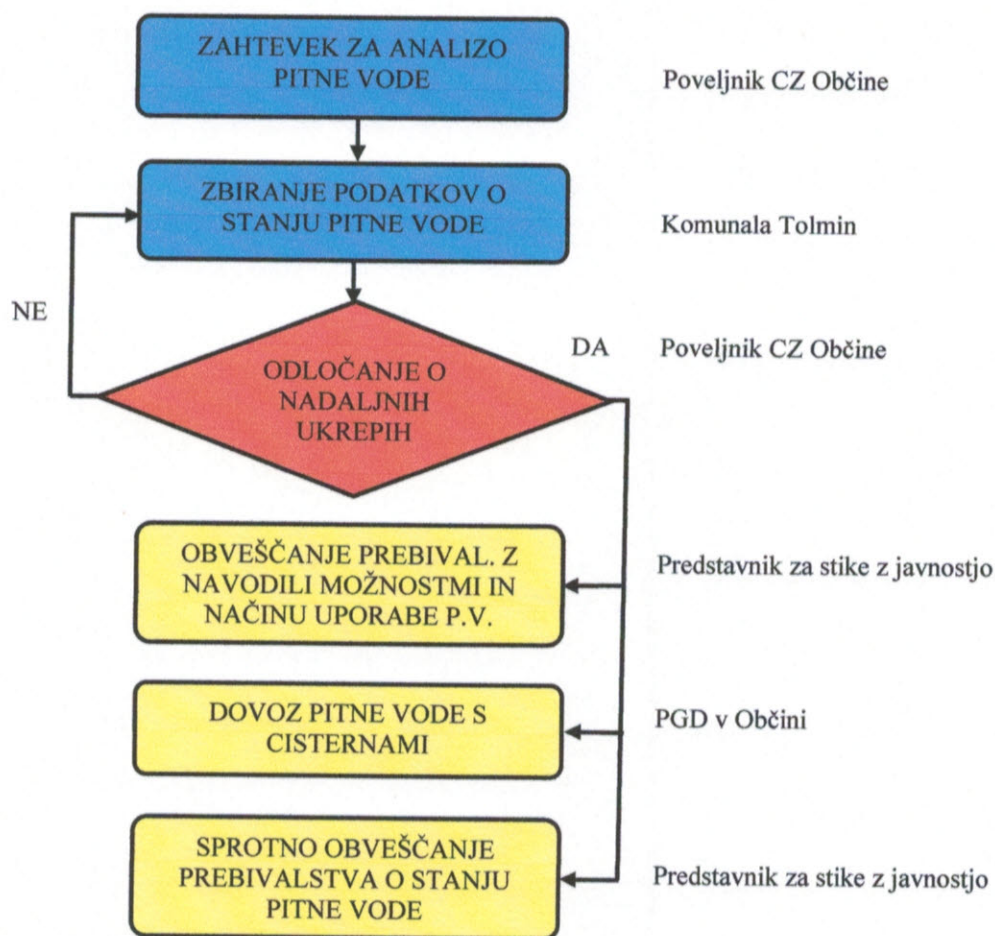 ZAHTEVEK ZA ANALIZO
PITNE VODE
Poveljnik CZ Občine
ZBIRANJE PODATKOV O
STANJU PITNE VODE
Komunala Tolmin
NE
DA
Poveljnik CZ Občine
ODLOČANJE O
NADALJNIH
UKREPIH
OBVEŠČANJE PREBIVAL. Z
NAVODILI MOŽNOSTMI IN
NAČINU UPORABE P.V.
Predstavnik za stike z javnostjo
DOVOZ PITNE VODE S
CISTERNAMI
PGD v Občini
SPROTNO OBVEŠČANJE
PREBIVALSTVA O STANJU
PITNE VODE
Predstavnik za stike z javnostjo